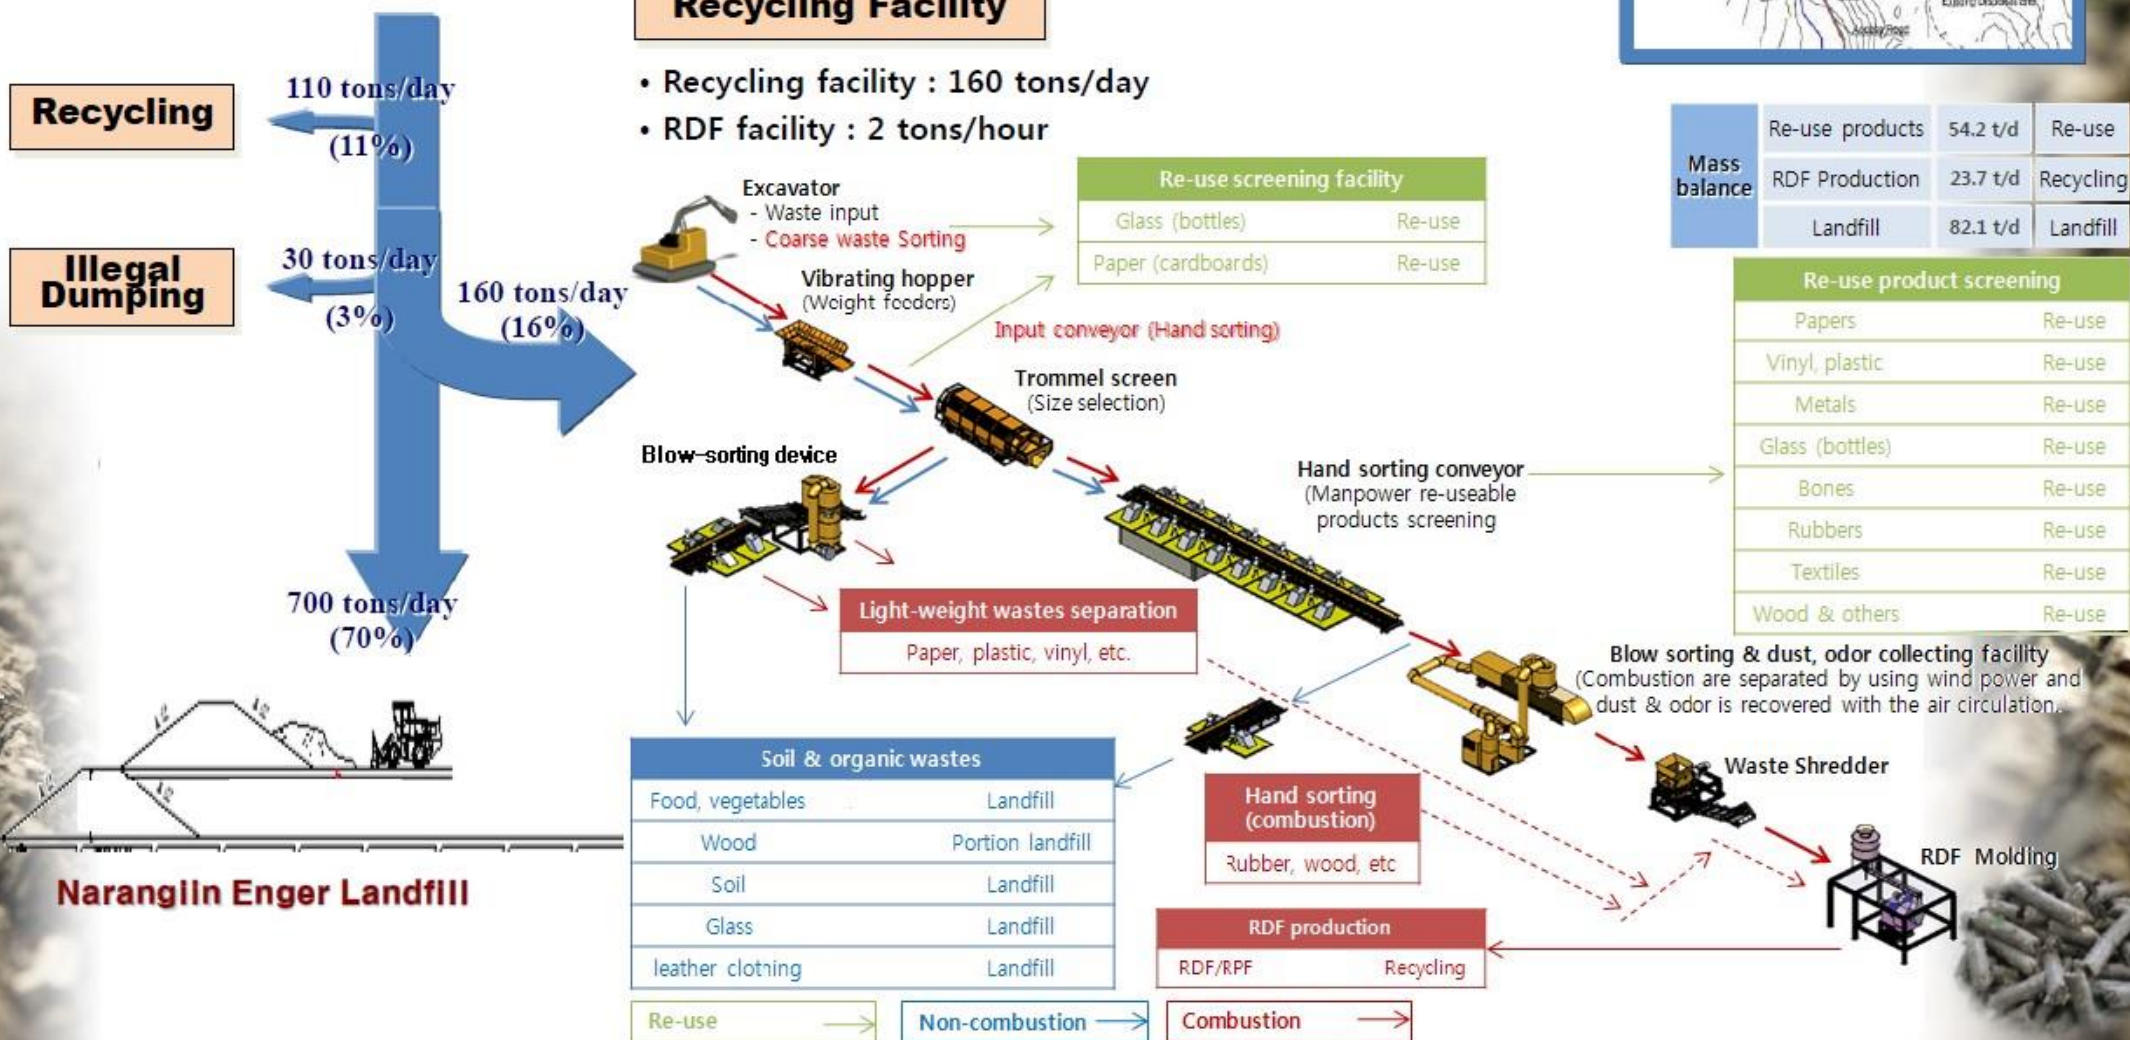 Recycling Facility
Existing Disposal Site
Access Road
110 tons/day
Recycling
(11%)
30 tons/day
Illegal
Dumping
(3%)
160 tons/day
(16%)
700 tons/day
(70%)
Narangiin Enger Landfill
• Recycling facility : 160 tons/day
• RDF facility : 2 tons/hour
Excavator
- Waste input
- Coarse waste Sorting
Vibrating hopper
(Weight feeders)
Re-use screening facility
Glass (bottles) Re-use
Paper (cardboards) Re-use
Input conveyor (Hand sorting)
Trommel screen
(Size selection)
Blow-sorting device
Hand sorting conveyor
(Manpower re-useable
products screening
Mass
balance
Re-use products 54.2 t/d Re-use
RDF Production 23.7 t/d Recycling
Landfill 82.1 t/d Landfill
Re-use product screening
Papers Re-use
Vinyl, plastic Re-use
Metals Re-use
Glass (bottles) Re-use
Bones Re-use
Rubbers Re-use
Textiles Re-use
Wood & others Re-use
Light-weight wastes separation
Paper, plastic, vinyl, etc.
Blow sorting & dust, odor collecting facility
(Combustion are separated by using wind power and
dust & odor is recovered with the air circulation.
Waste Shredder
Soil & organic wastes
Food, vegetables Landfill
Wood Portion landfill
Soil Landfill
Glass Landfill
leather clothing Landfill
Hand sorting
(combustion)
Rubber, wood, etc
RDF Molding
RDF production
RDF/RPF Recycling
Re-use
Non-combustion
Combustion